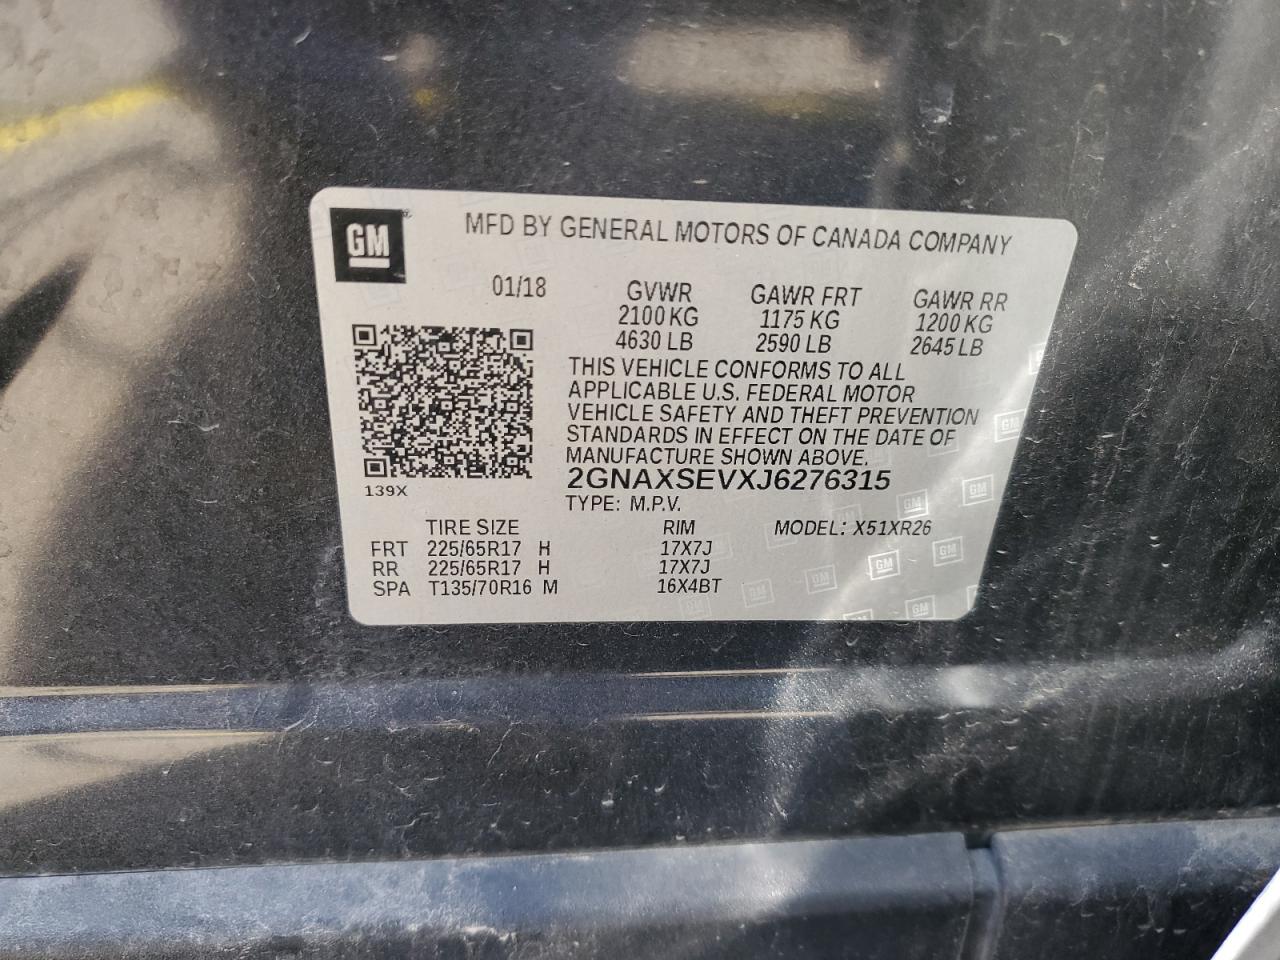 GM
MFD BY GENERAL MOTORS OF CANADA COMPANY
01/18 GVWR GAWR FRT GAWR RR
2100 KG 1175 KG 1200 KG
4630 LB 2590 LB 2645 LB
THIS VEHICLE CONFORMS TO ALL
APPLICABLE U.S. FEDERAL MOTOR
VEHICLE SAFETY AND THEFT PREVENTION
STANDARDS IN EFFECT ON THE DATE OF
MANUFACTURE SHOWN ABOVE.
139X
2GNAXSEVXJ6276315
TYPE: M.P.V.
TIRE SIZE RIM MODEL: X51XR26
FRT 225/65R17 H 17X7J
RR 225/65R17 H 17X7J
SPA T135/70R16 M 16X4BT